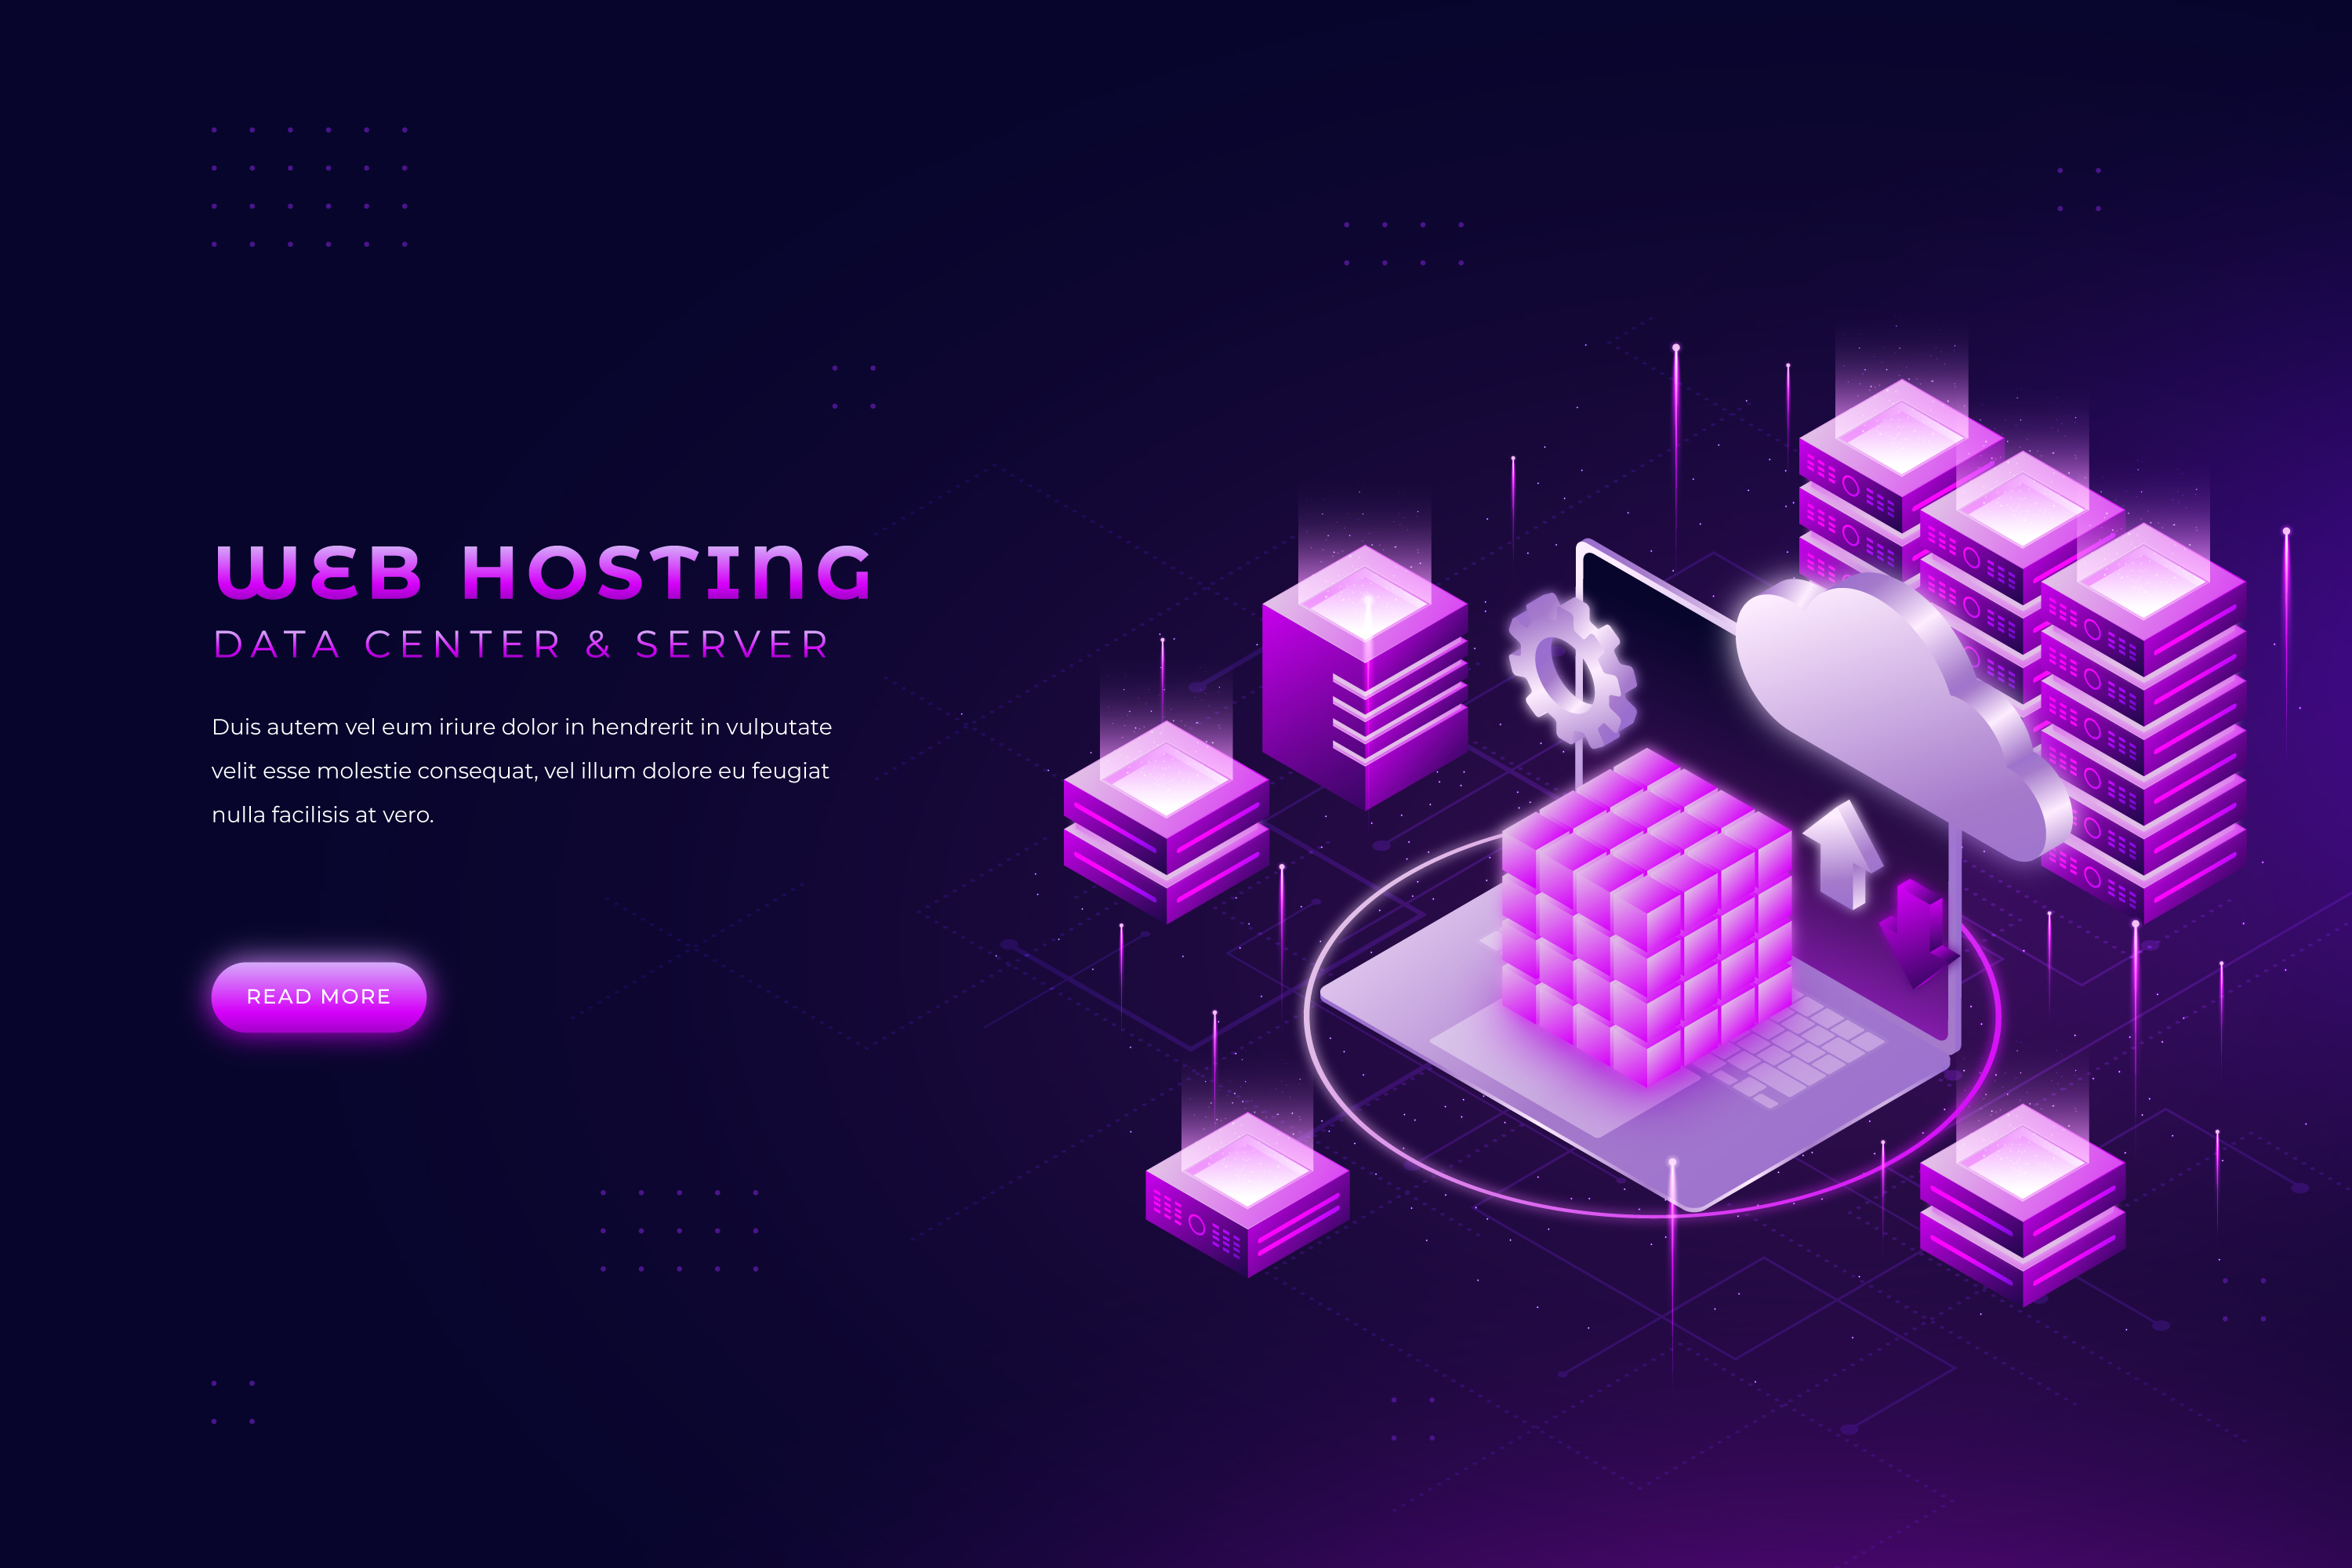 WEB HOSTING
DATA CENTER & SERVER
Duis autem vel eum iriure dolor in hendrerit in vulputate
velit esse molestie consequat, vel illum dolore eu feugiat
nulla facilisis at vero.
READ MORE